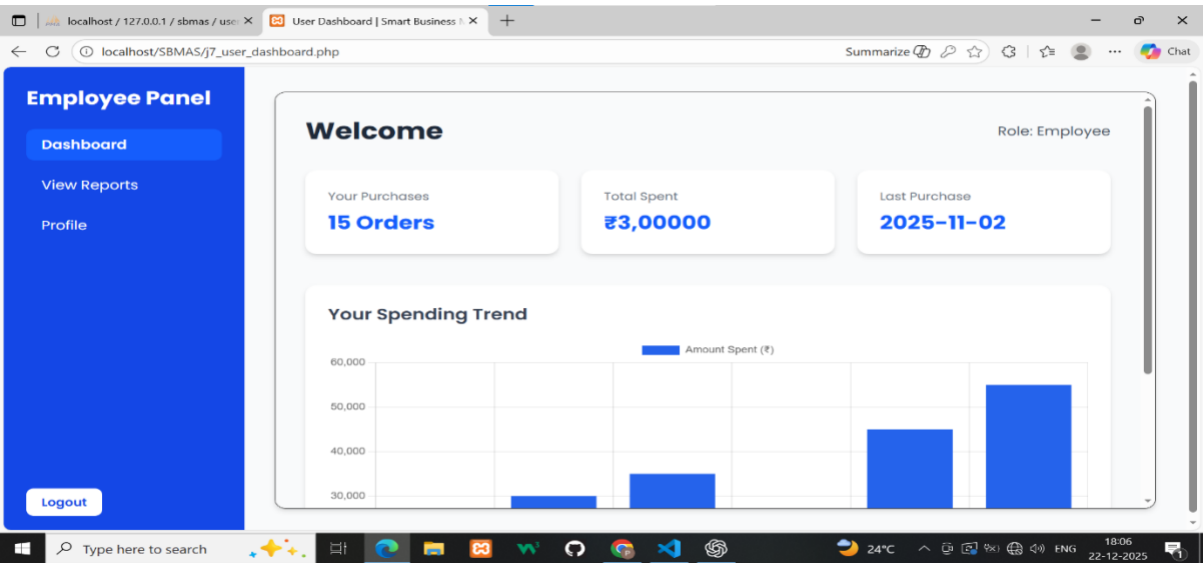 localhost / 127.0.0.1 / sbmas / user
User Dashboard | Smart Business
localhost/SBMAS/j7_user_dashboard.php
Summarize
Chat
Employee Panel
Dashboard
View Reports
Profile
Logout
Welcome
Role: Employee
Your Purchases
15 Orders
Total Spent
₹3,00000
Last Purchase
2025-11-02
Your Spending Trend
Amount Spent (₹)
60,000
50,000
40,000
30,000
Type here to search
24°C
ENG
18:06
22-12-2025
1